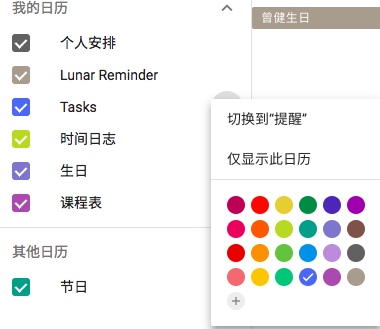 我的日历
曾健生日
个人安排
Lunar Reminder
Tasks
时间日志
生日
课程表
其他日历
节日
切换到“提醒”
仅显示此日历
+